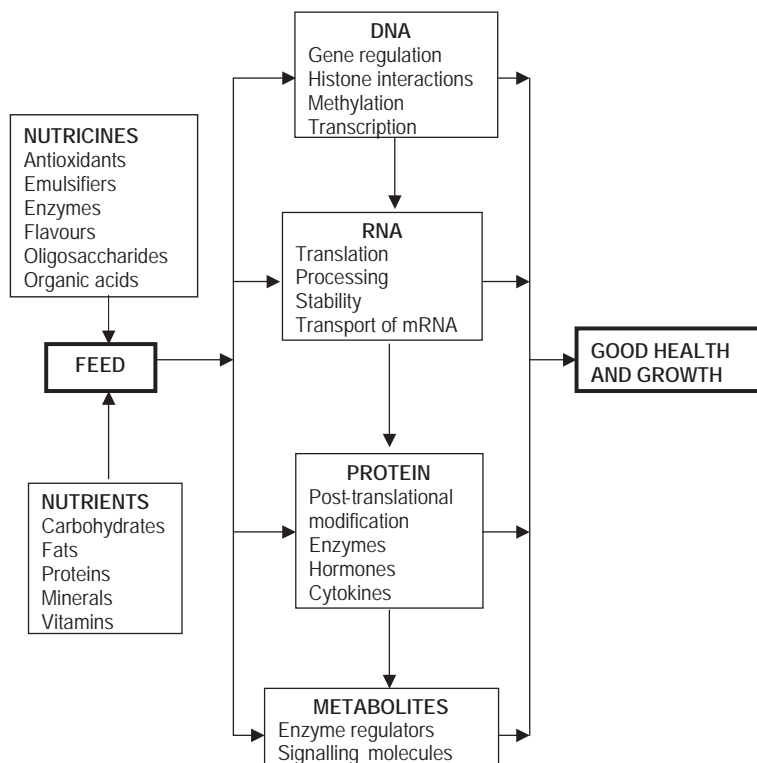 DNA
Gene regulation
Histone interactions
Methylation
Transcription
NUTRICINES
Antioxidants
Emulsifiers
Enzymes
Flavours
Oligosaccharides
Organic acids
RNA
Translation
Processing
Stability
Transport of mRNA
FEED
GOOD HEALTH
AND GROWTH
NUTRIENTS
Carbohydrates
Fats
Proteins
Minerals
Vitamins
PROTEIN
Post-translational
modification
Enzymes
Hormones
Cytokines
METABOLITES
Enzyme regulators
Signalling molecules